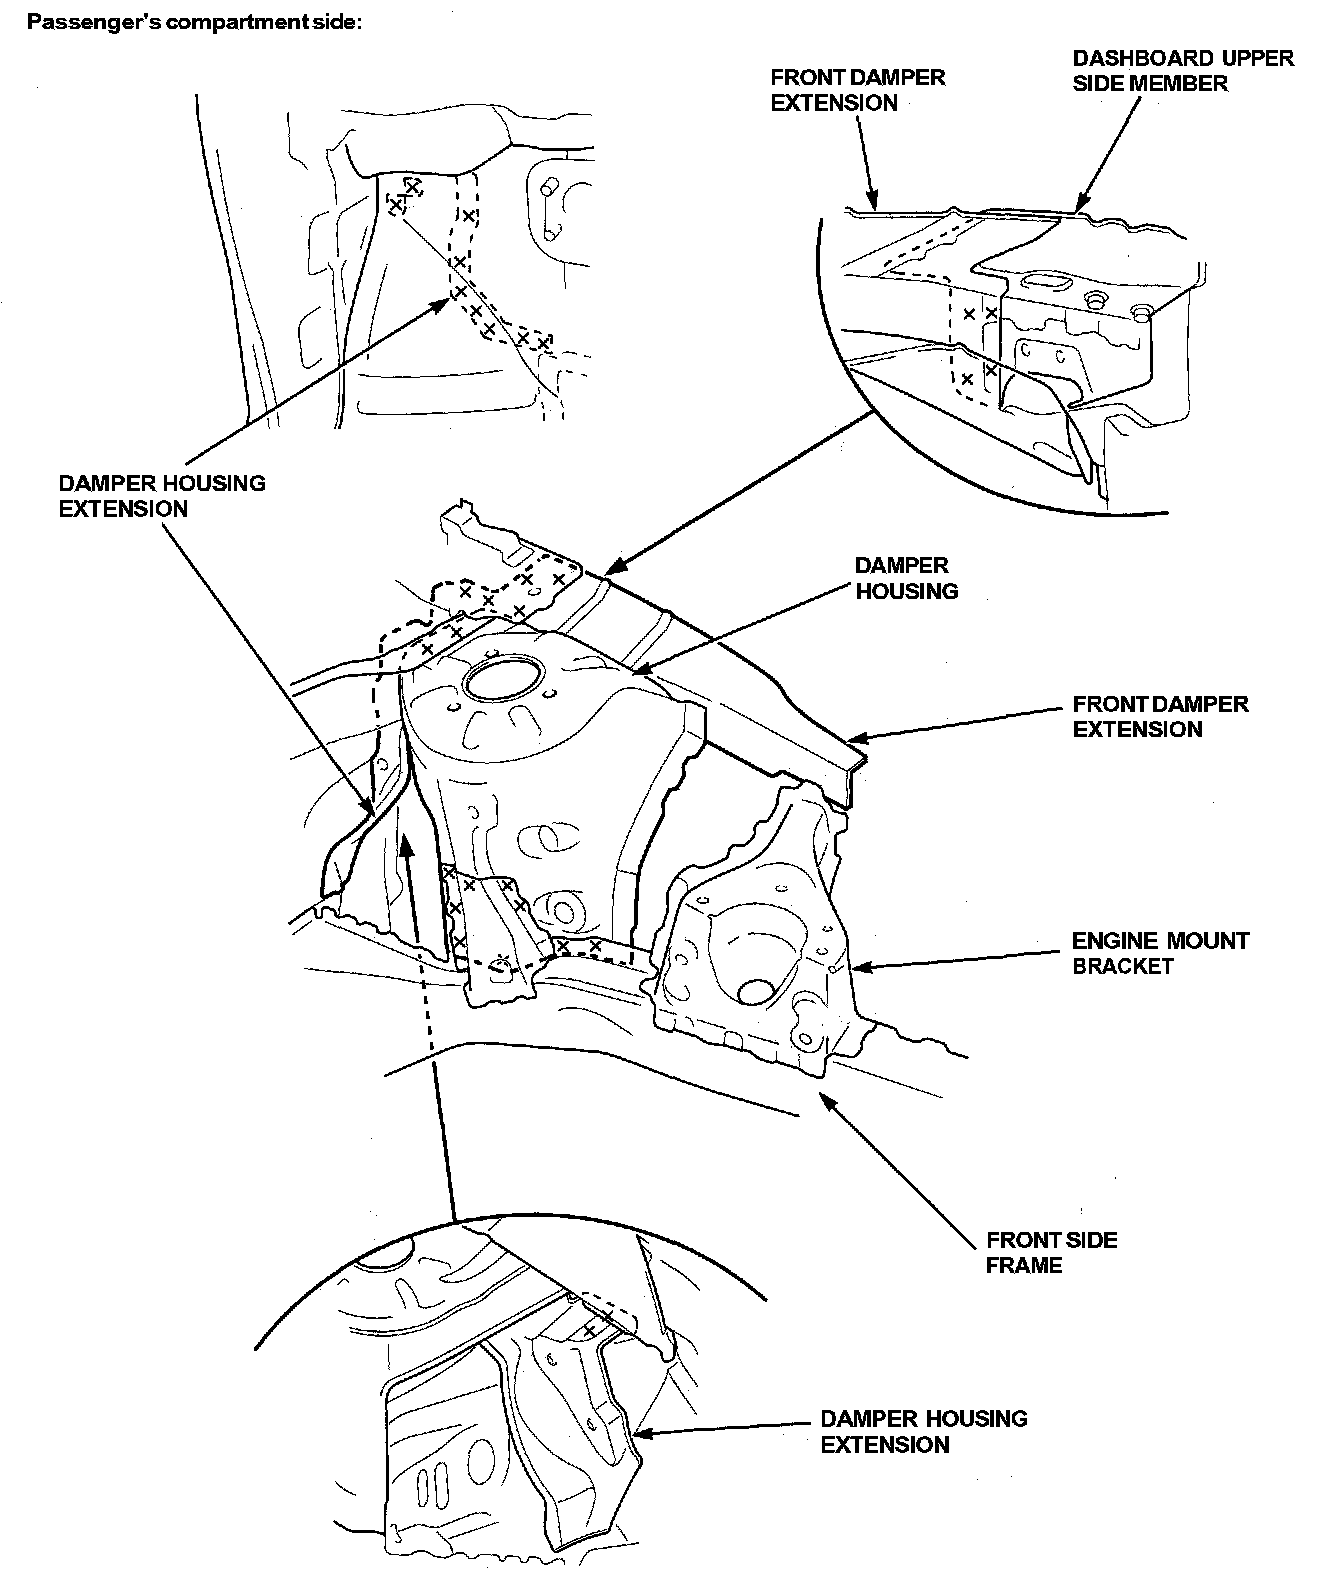 Passenger's compartment side:
FRONT DAMPER
EXTENSION
DASHBOARD UPPER
SIDE MEMBER
DAMPER HOUSING
EXTENSION
DAMPER
HOUSING
FRONT DAMPER
EXTENSION
ENGINE MOUNT
BRACKET
FRONT SIDE
FRAME
DAMPER HOUSING
EXTENSION